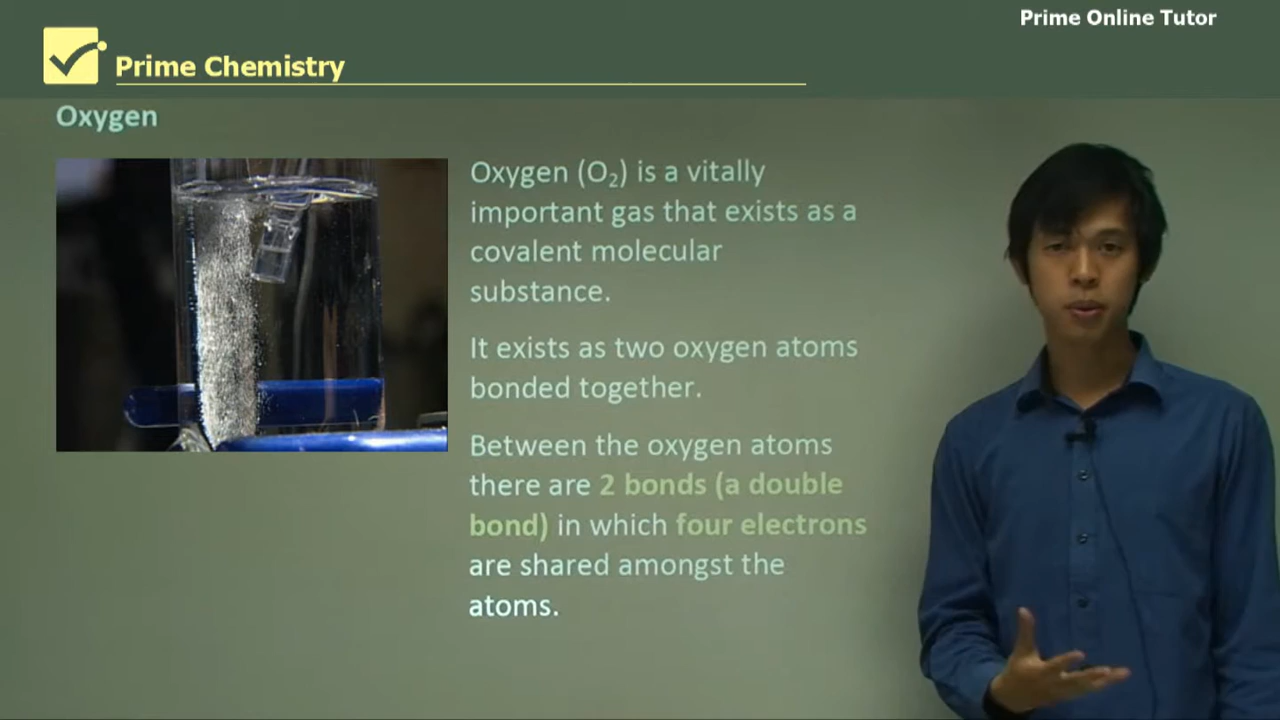 Prime Online Tutor
Prime Chemistry
Oxygen
Oxygen (O₂) is a vitally
important gas that exists as a
covalent molecular
substance.
It exists as two oxygen atoms
bonded together.
Between the oxygen atoms
there are 2 bonds (a double
bond) in which four electrons
are shared amongst the
atoms.